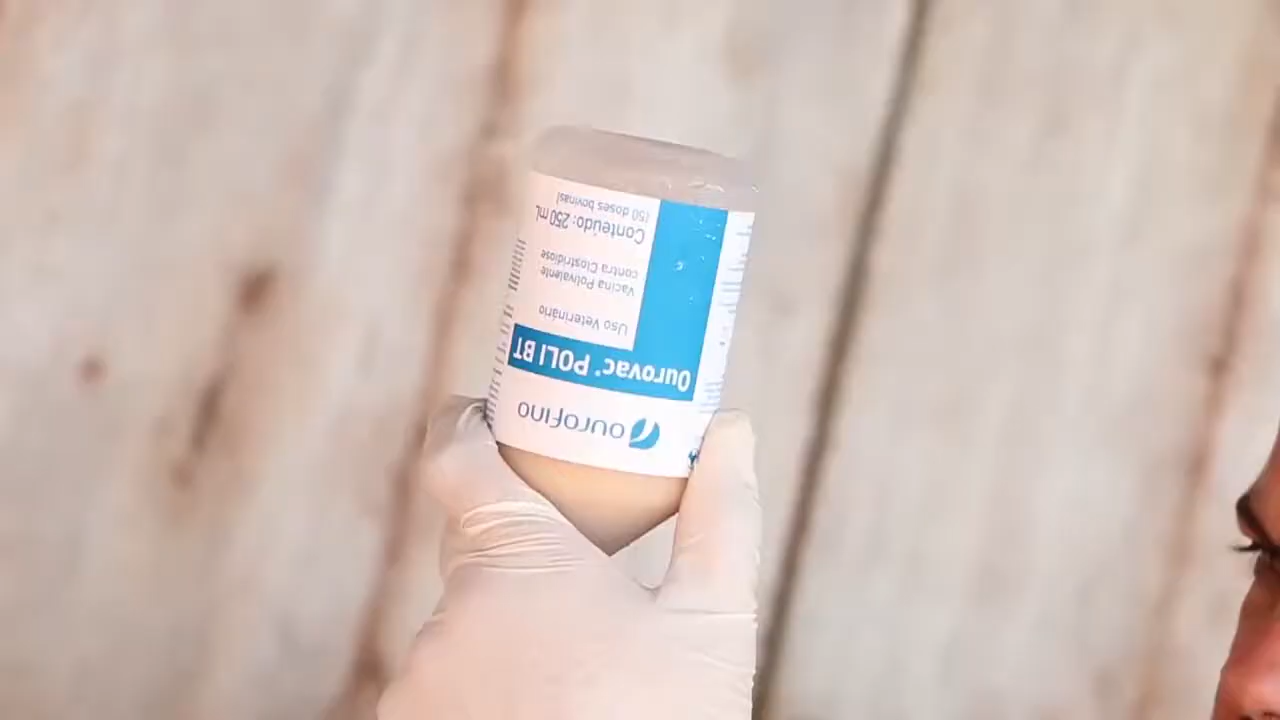 ourofino
Ourovac® POLI BT
Uso Veterinário
Vacina Polivalente
contra Clostridiose
Conteúdo: 250 mL
(50 doses bovinas)